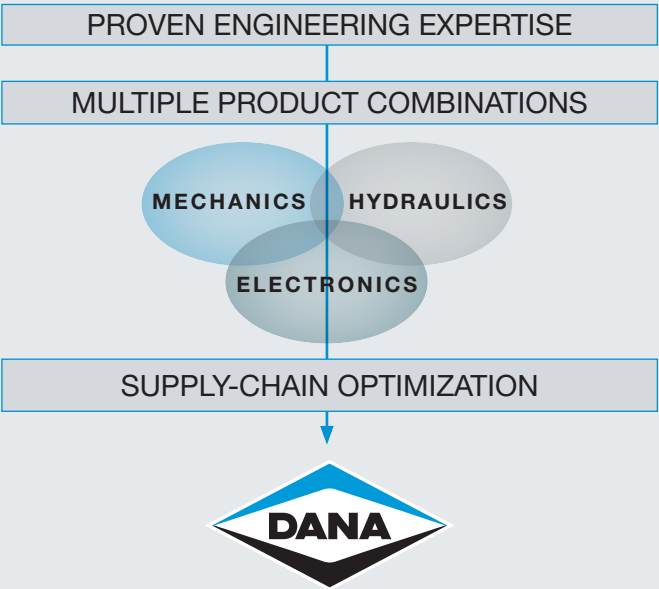 PROVEN ENGINEERING EXPERTISE
MULTIPLE PRODUCT COMBINATIONS
MECHANICS HYDRAULICS
ELECTRONICS
SUPPLY-CHAIN OPTIMIZATION
DANA